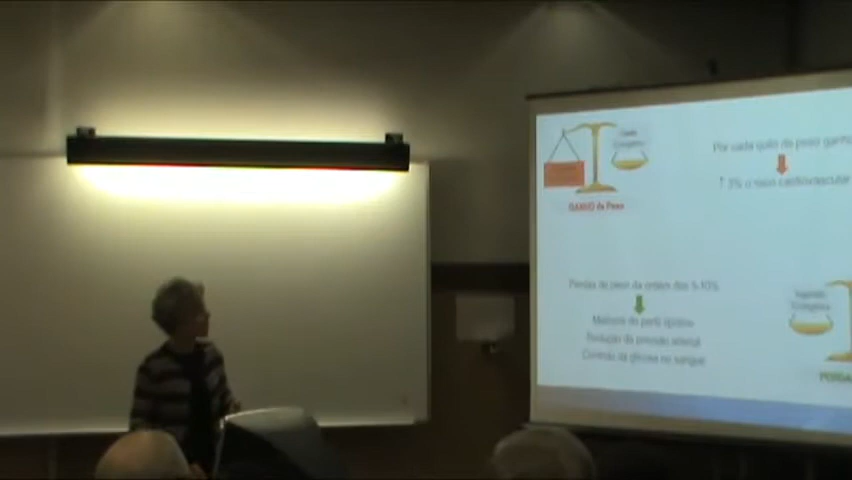 Por cada quilo de peso ganho
↑ 3% o risco cardiovascular
GANHO de Peso
Perdas de peso da ordem dos 5-10%
Melhoria do perfil lipídico
Redução da pressão arterial
Controlo da glicose no sangue